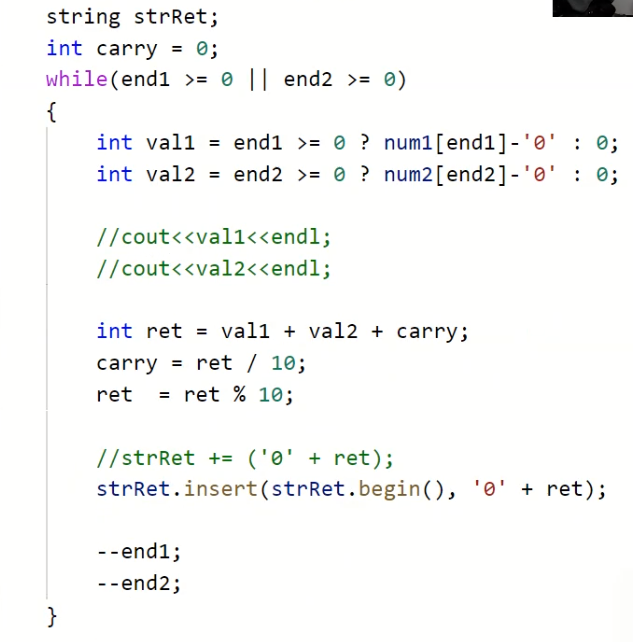 string strRet;
int carry = 0;
while(end1 >= 0 || end2 >= 0)
{
int val1 = end1 >= 0 ? num1[end1]-'0' : 0;
int val2 = end2 >= 0 ? num2[end2]-'0' : 0;
//cout<<val1<<endl;
//cout<<val2<<endl;
int ret = val1 + val2 + carry;
carry = ret / 10;
ret  = ret % 10;
//strRet += ('0' + ret);
strRet.insert(strRet.begin(), '0' + ret);
--end1;
--end2;
}